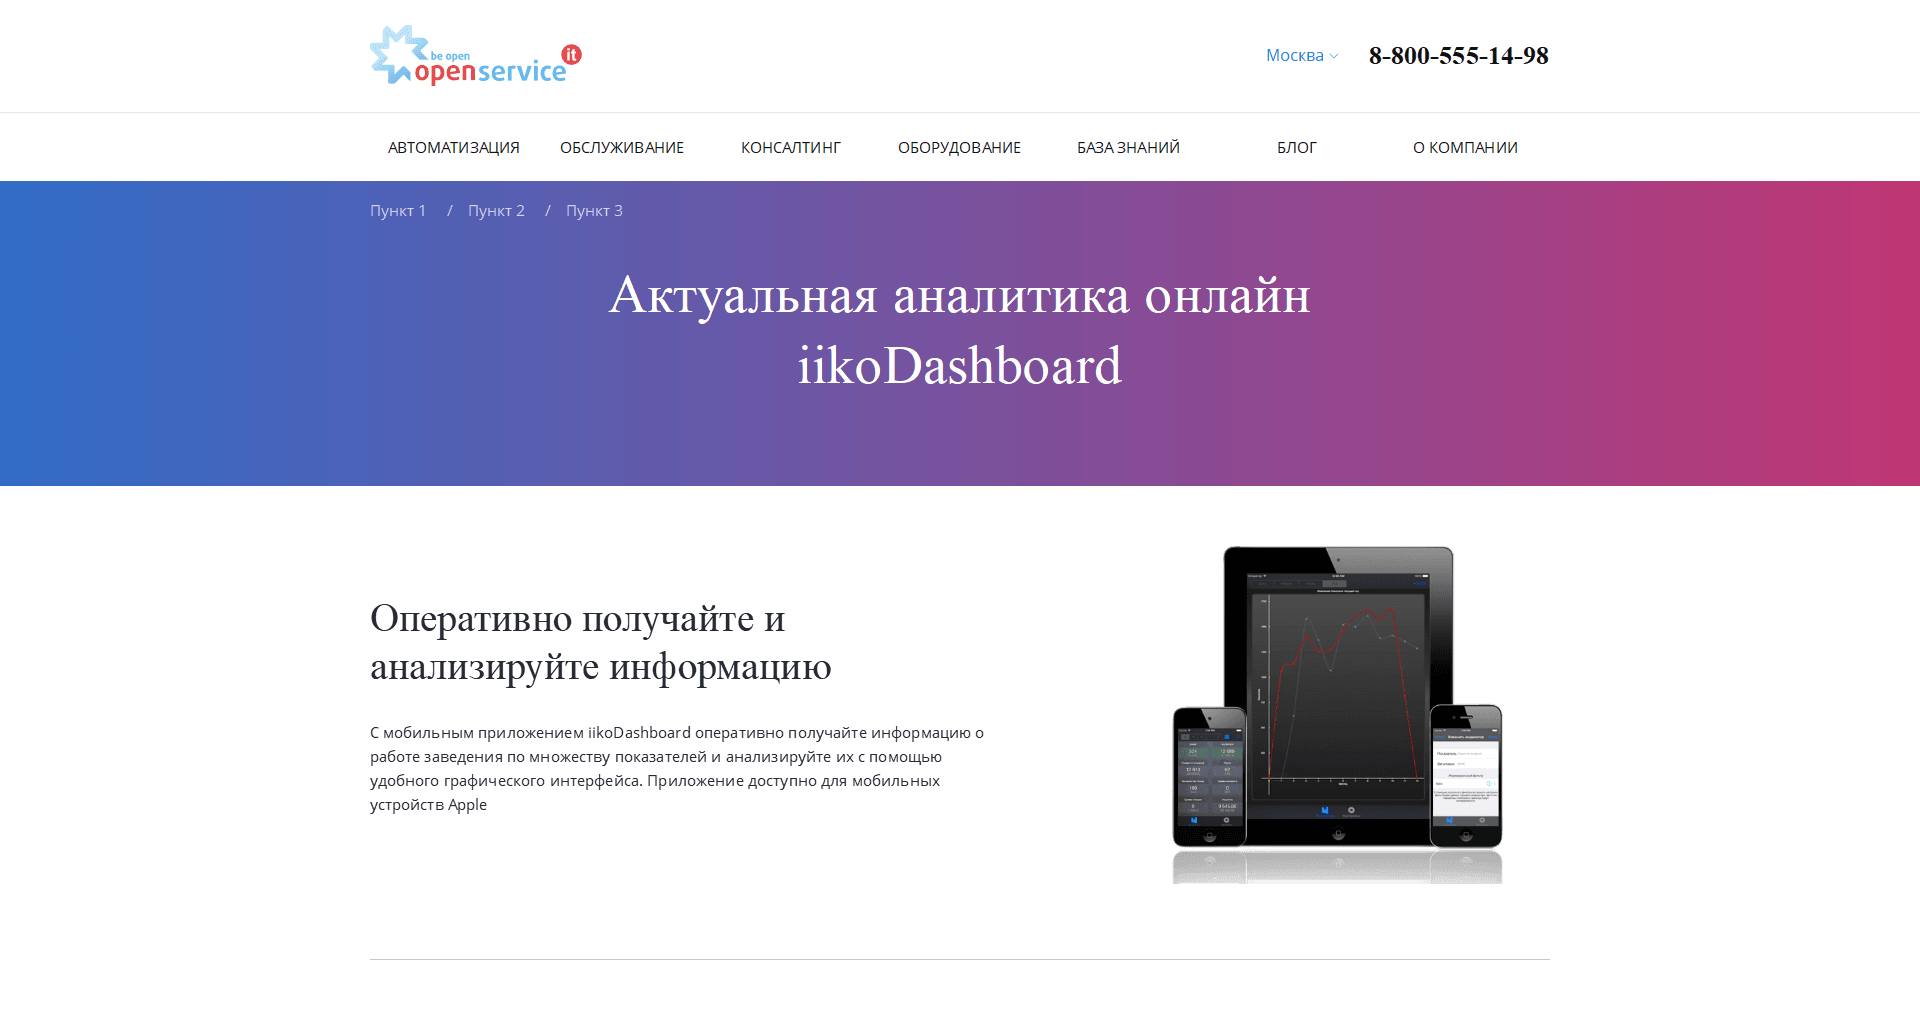 be open
openservice it
Москва
8-800-555-14-98
АВТОМАТИЗАЦИЯ ОБСЛУЖИВАНИЕ КОНСАЛТИНГ ОБОРУДОВАНИЕ БАЗА ЗНАНИЙ БЛОГ О КОМПАНИИ
Пункт 1 / Пункт 2 / Пункт 3
Актуальная аналитика онлайн
iikoDashboard
Оперативно получайте и
анализируйте информацию
С мобильным приложением iikoDashboard оперативно получайте информацию о
работе заведения по множеству показателей и анализируйте их с помощью
удобного графического интерфейса. Приложение доступно для мобильных
устройств Apple